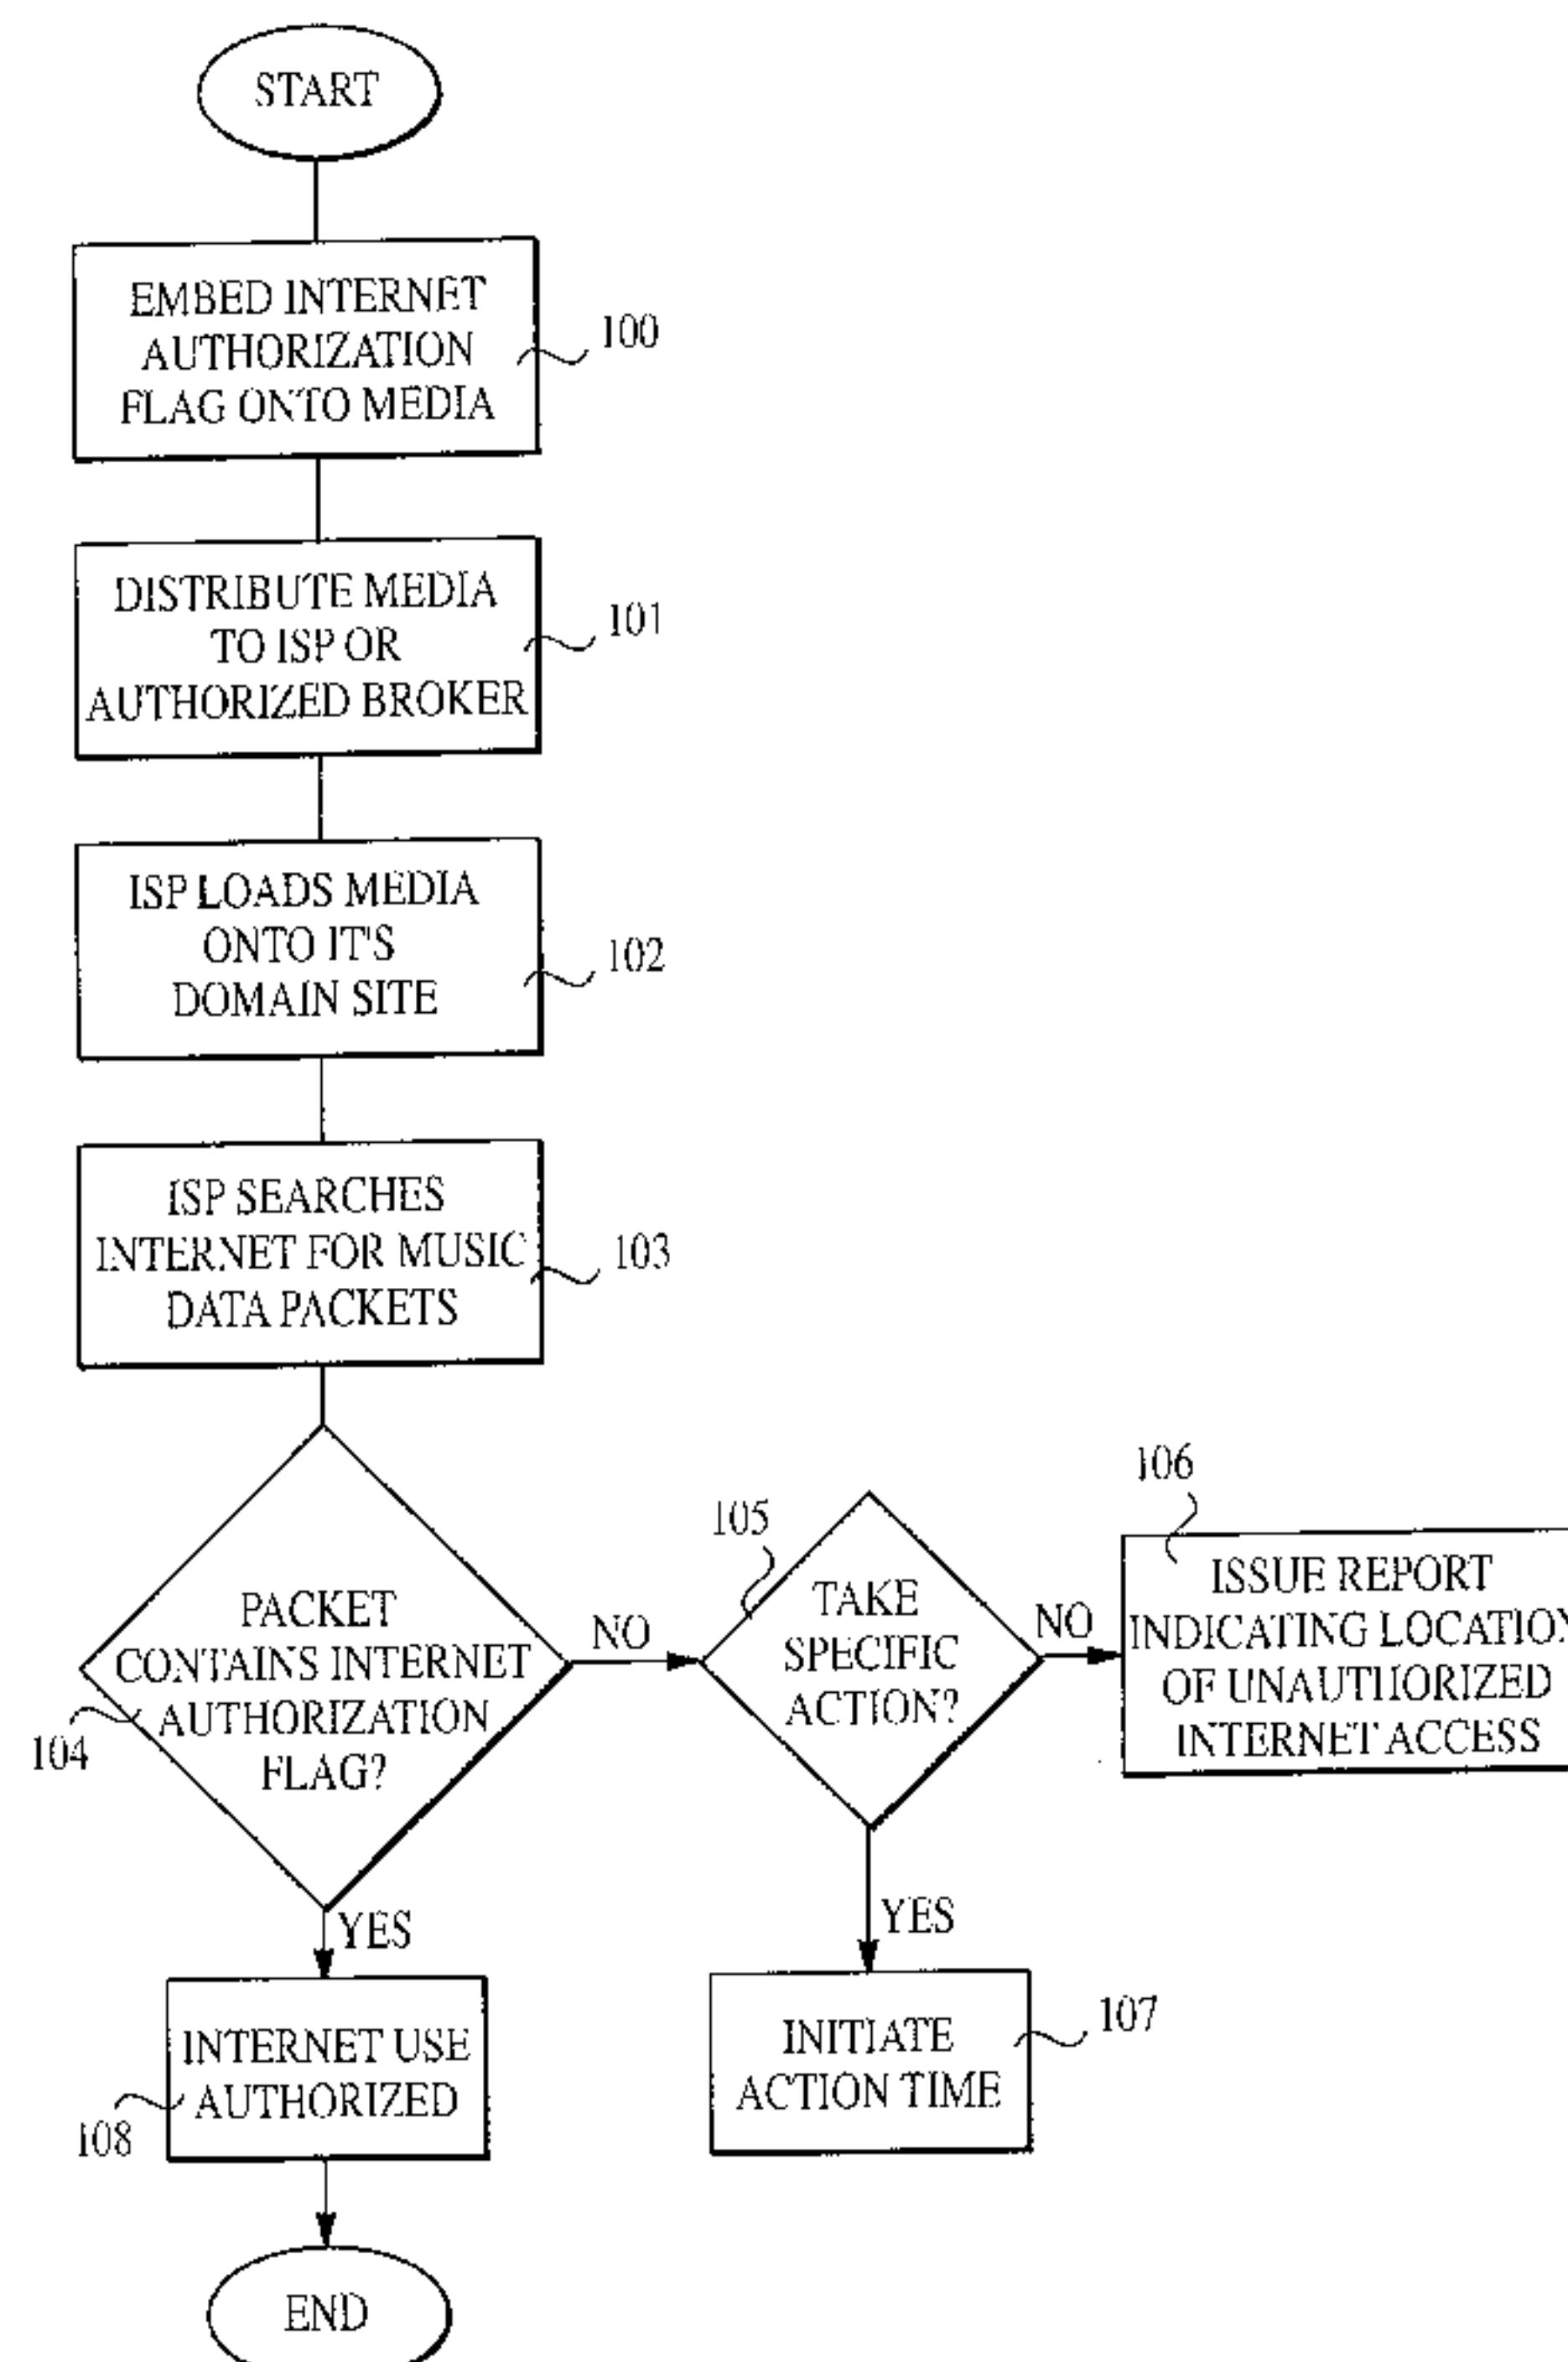 START
EMBED INTERNET
AUTHORIZATION
FLAG ONTO MEDIA
100
DISTRIBUTE MEDIA
TO ISP OR
AUTHORIZED BROKER
101
ISP LOADS MEDIA
ONTO IT'S
DOMAIN SITE
102
ISP SEARCHES
INTERNET FOR MUSIC
DATA PACKETS
103
PACKET
CONTAINS INTERNET
AUTHORIZATION
FLAG?
104
NO
YES
105
TAKE
SPECIFIC
ACTION?
NO
YES
106
ISSUE REPORT
INDICATING LOCATION
OF UNAUTHORIZED
INTERNET ACCESS
INITIATE
ACTION TIME
107
INTERNET USE
AUTHORIZED
108
END